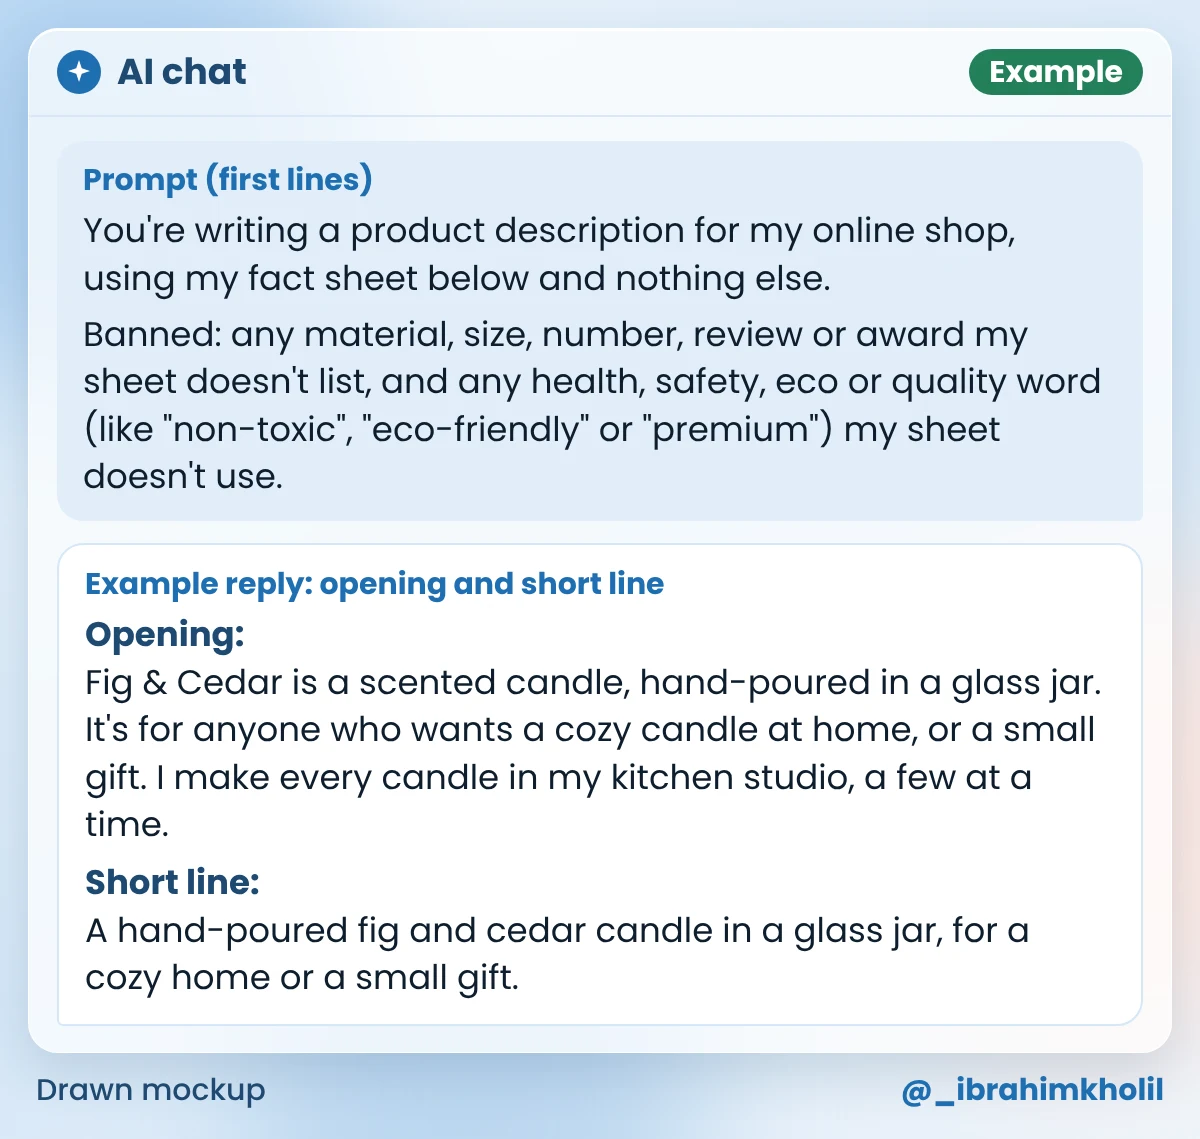 AI chat
Example
Prompt (first lines)
You're writing a product description for my online shop,
using my fact sheet below and nothing else.
Banned: any material, size, number, review or award my
sheet doesn't list, and any health, safety, eco or quality word
(like "non-toxic", "eco-friendly" or "premium") my sheet
doesn't use.
Example reply: opening and short line
Opening:
Fig & Cedar is a scented candle, hand-poured in a glass jar.
It's for anyone who wants a cozy candle at home, or a small
gift. I make every candle in my kitchen studio, a few at a
time.
Short line:
A hand-poured fig and cedar candle in a glass jar, for a
cozy home or a small gift.
Drawn mockup
@_ibrahimkholil